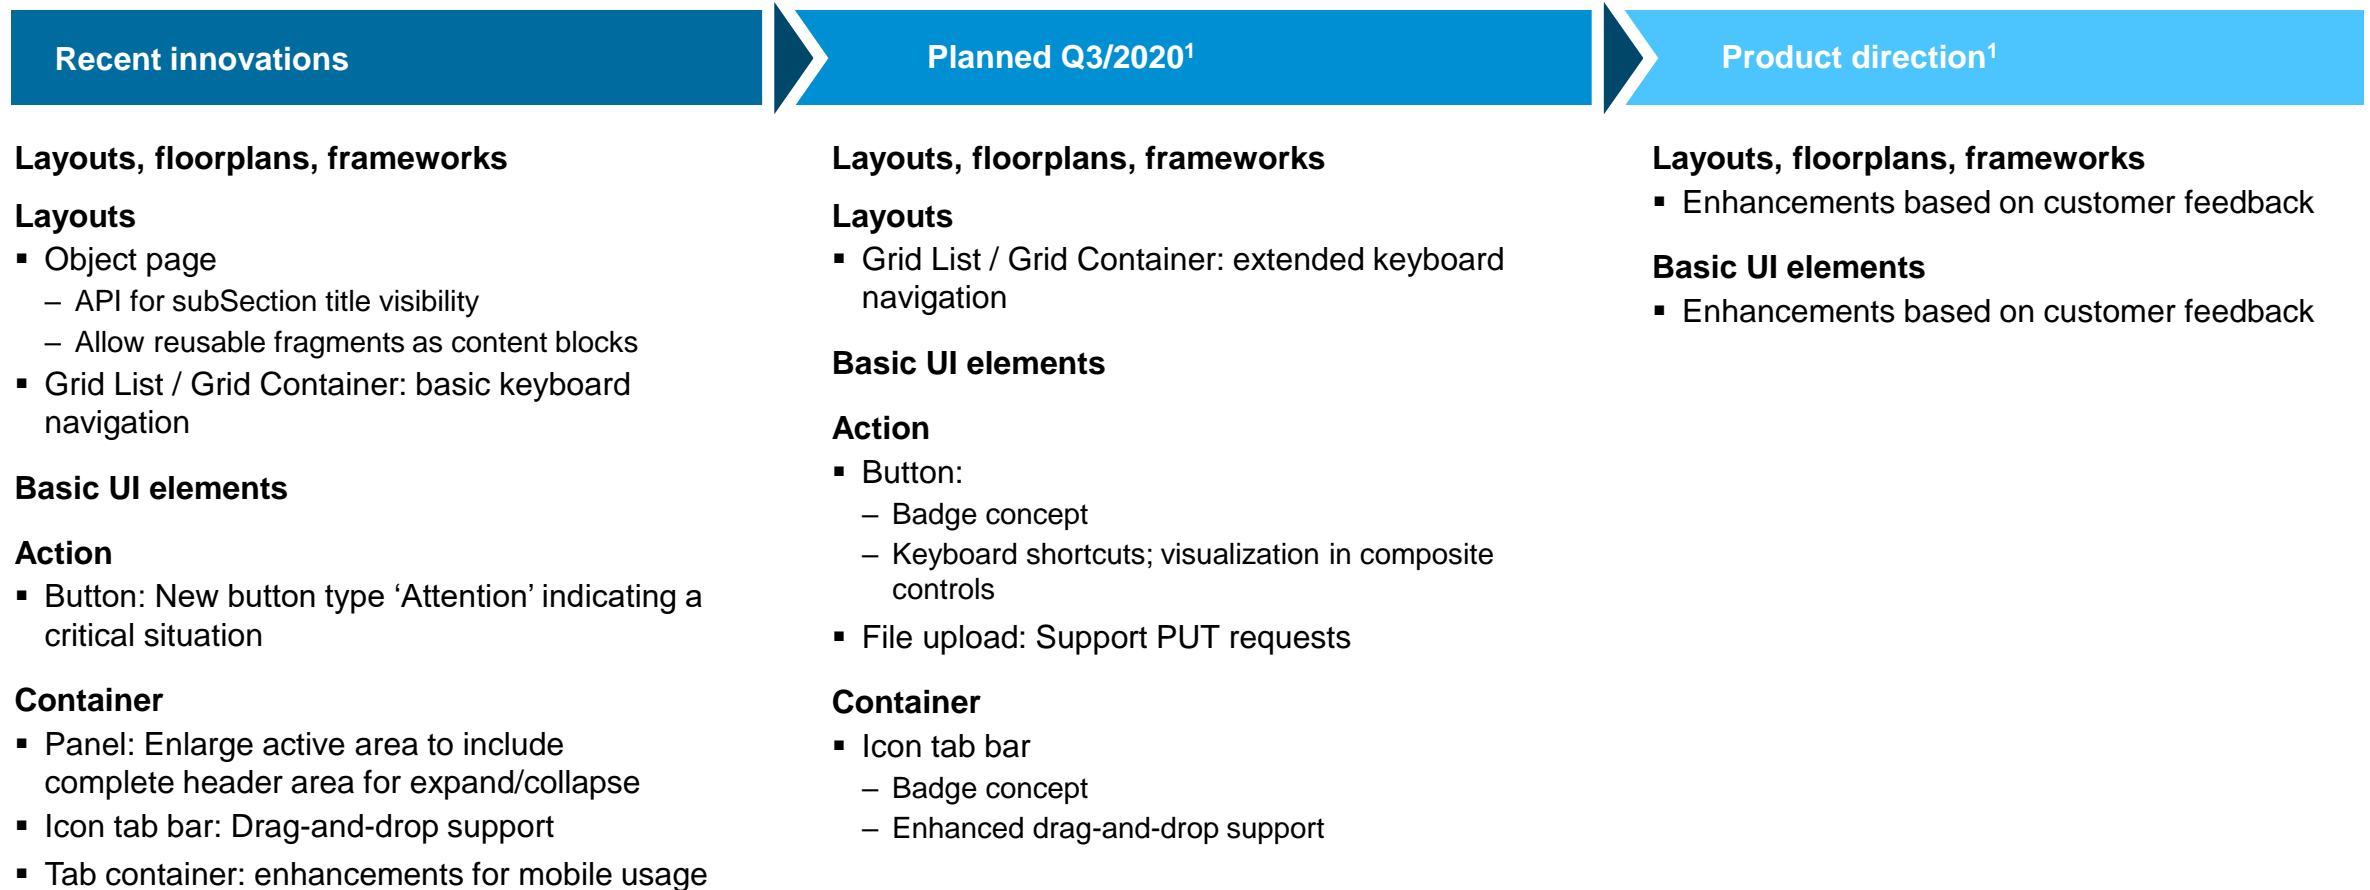 Recent innovations
Planned Q3/2020¹
Product direction¹
Layouts, floorplans, frameworks
Layouts
▪ Object page
– API for subSection title visibility
– Allow reusable fragments as content blocks
▪ Grid List / Grid Container: basic keyboard
navigation
Basic UI elements
Action
▪ Button: New button type ‘Attention’ indicating a
critical situation
Container
▪ Panel: Enlarge active area to include
complete header area for expand/collapse
▪ Icon tab bar: Drag-and-drop support
▪ Tab container: enhancements for mobile usage
Layouts, floorplans, frameworks
Layouts
▪ Grid List / Grid Container: extended keyboard
navigation
Basic UI elements
Action
▪ Button:
– Badge concept
– Keyboard shortcuts; visualization in composite
controls
▪ File upload: Support PUT requests
Container
▪ Icon tab bar
– Badge concept
– Enhanced drag-and-drop support
Layouts, floorplans, frameworks
▪ Enhancements based on customer feedback
Basic UI elements
▪ Enhancements based on customer feedback